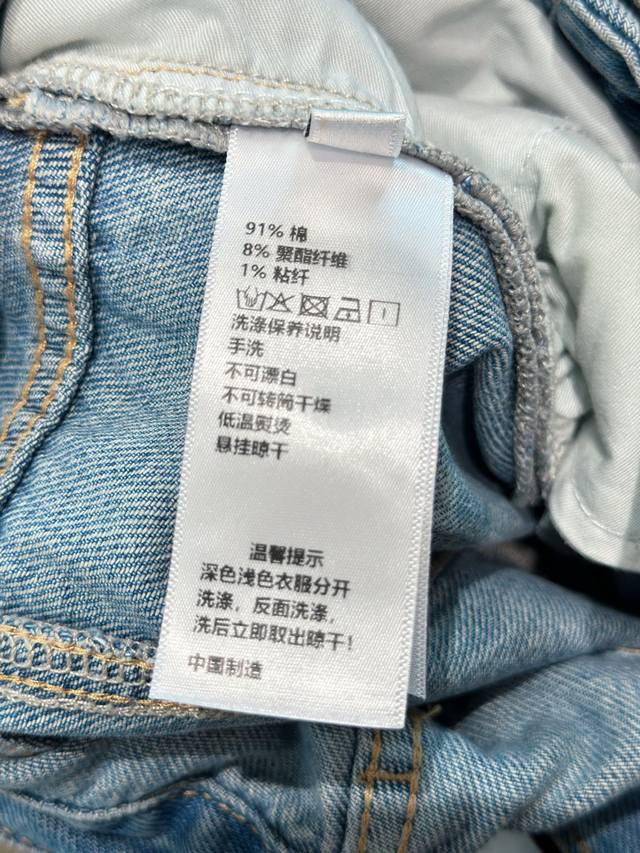 91% 棉
8% 聚酯纤维
1% 粘纤
洗涤保养说明
手洗
不可漂白
不可转筒干燥
低温熨烫
悬挂晾干
温馨提示
深色浅色衣服分开
洗涤，反面洗涤，
洗后立即取出晾干！
中国制造